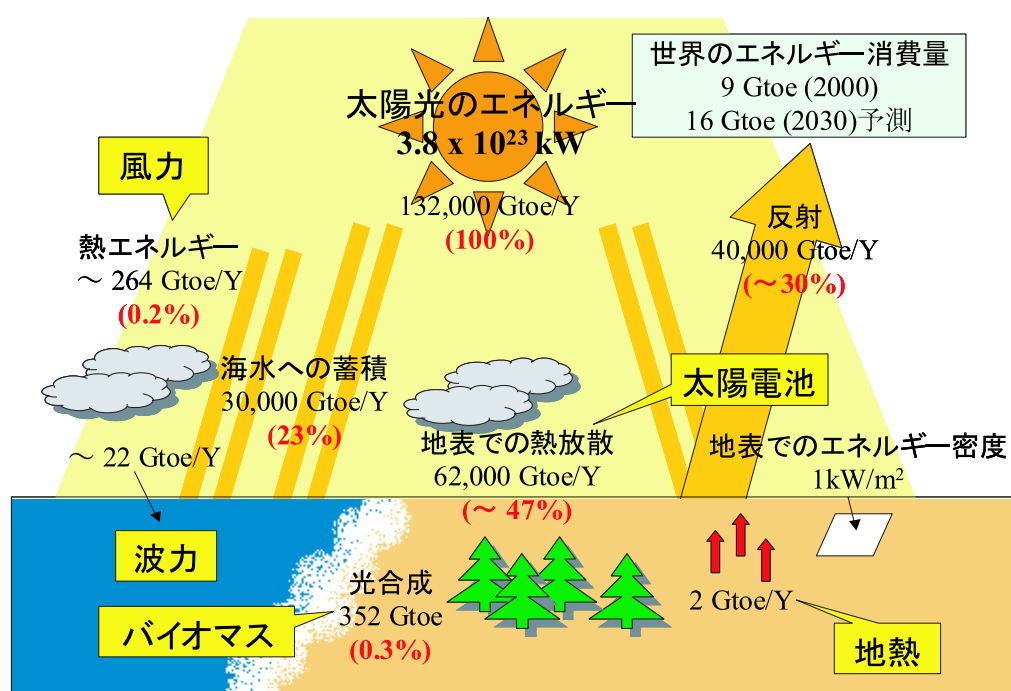 世界のエネルギー消費量
9 Gtoe (2000)
16 Gtoe (2030)予測
太陽光のエネルギー
3.8 x 10²³ kW
132,000 Gtoe/Y
(100%)
風力
熱エネルギー
～ 264 Gtoe/Y
(0.2%)
反射
40,000 Gtoe/Y
(～30%)
海水への蓄積
30,000 Gtoe/Y
(23%)
太陽電池
地表での熱放散
62,000 Gtoe/Y
(～ 47%)
地表でのエネルギー密度
1kW/m²
～ 22 Gtoe/Y
波力
バイオマス
光合成
352 Gtoe
(0.3%)
2 Gtoe/Y
地熱